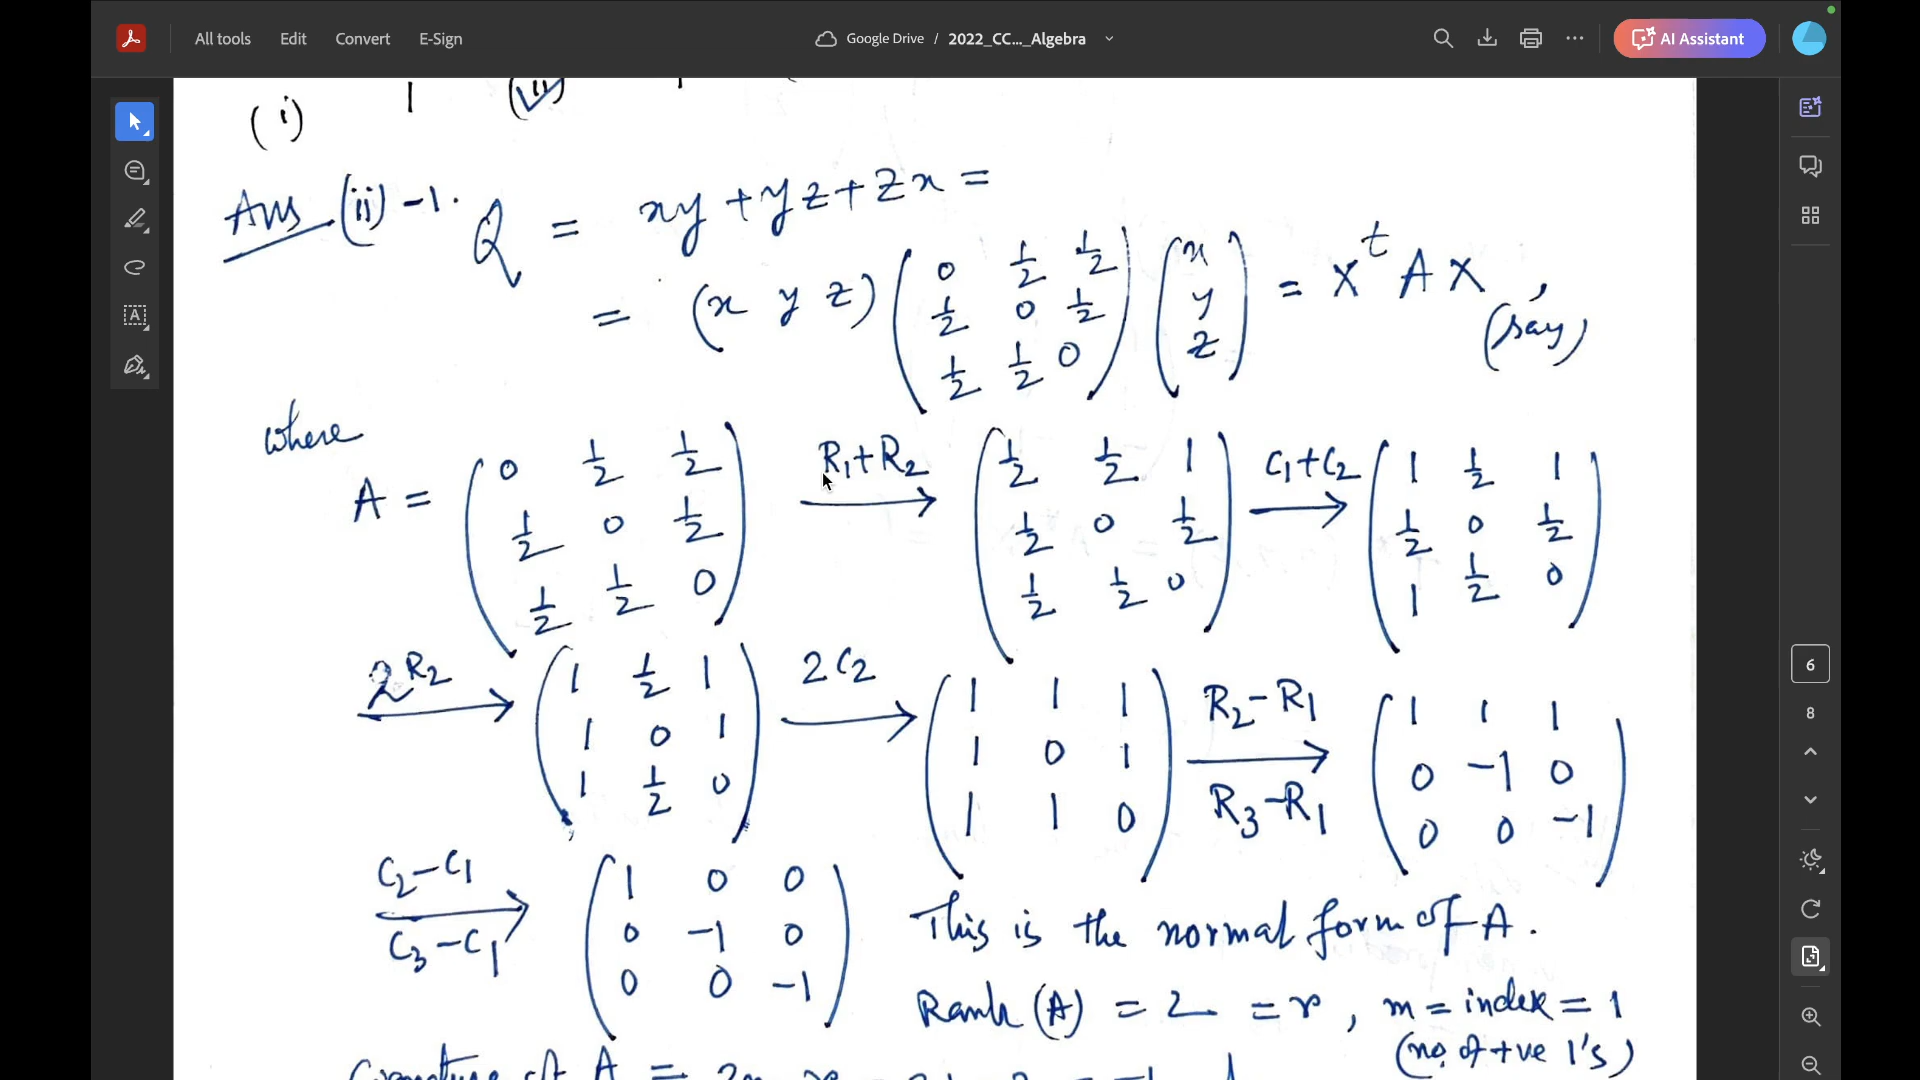 All tools Edit Convert E-Sign Google Drive / 2022_CC..._Algebra AI Assistant
(i) 1 (ii)
Ans (ii) -1. Q = xy + yz + zx =
= (x y z) ( 0 1/2 1/2
1/2 0 1/2
1/2 1/2 0 ) ( x
y
z ) = X^t A X, (say)
where
A = ( 0 1/2 1/2
1/2 0 1/2
1/2 1/2 0 ) R1+R2 → ( 1/2 1/2 1
1/2 0 1/2
1/2 1/2 0 ) C1+C2 → ( 1 1/2 1
1/2 0 1/2
1 1/2 0 )
2R2 → ( 1 1/2 1
1 0 1
1 1/2 0 ) 2C2 → ( 1 1 1
1 0 1
1 1 0 ) R2-R1 R3-R1 → ( 1 1 1
0 -1 0
0 0 -1 )
C2-C1 C3-C1 → ( 1 0 0
0 -1 0
0 0 -1 ) This is the normal form of A.
Rank (A) = 2 = r, m = index = 1
(no. of +ve 1's)
of A =
6
8